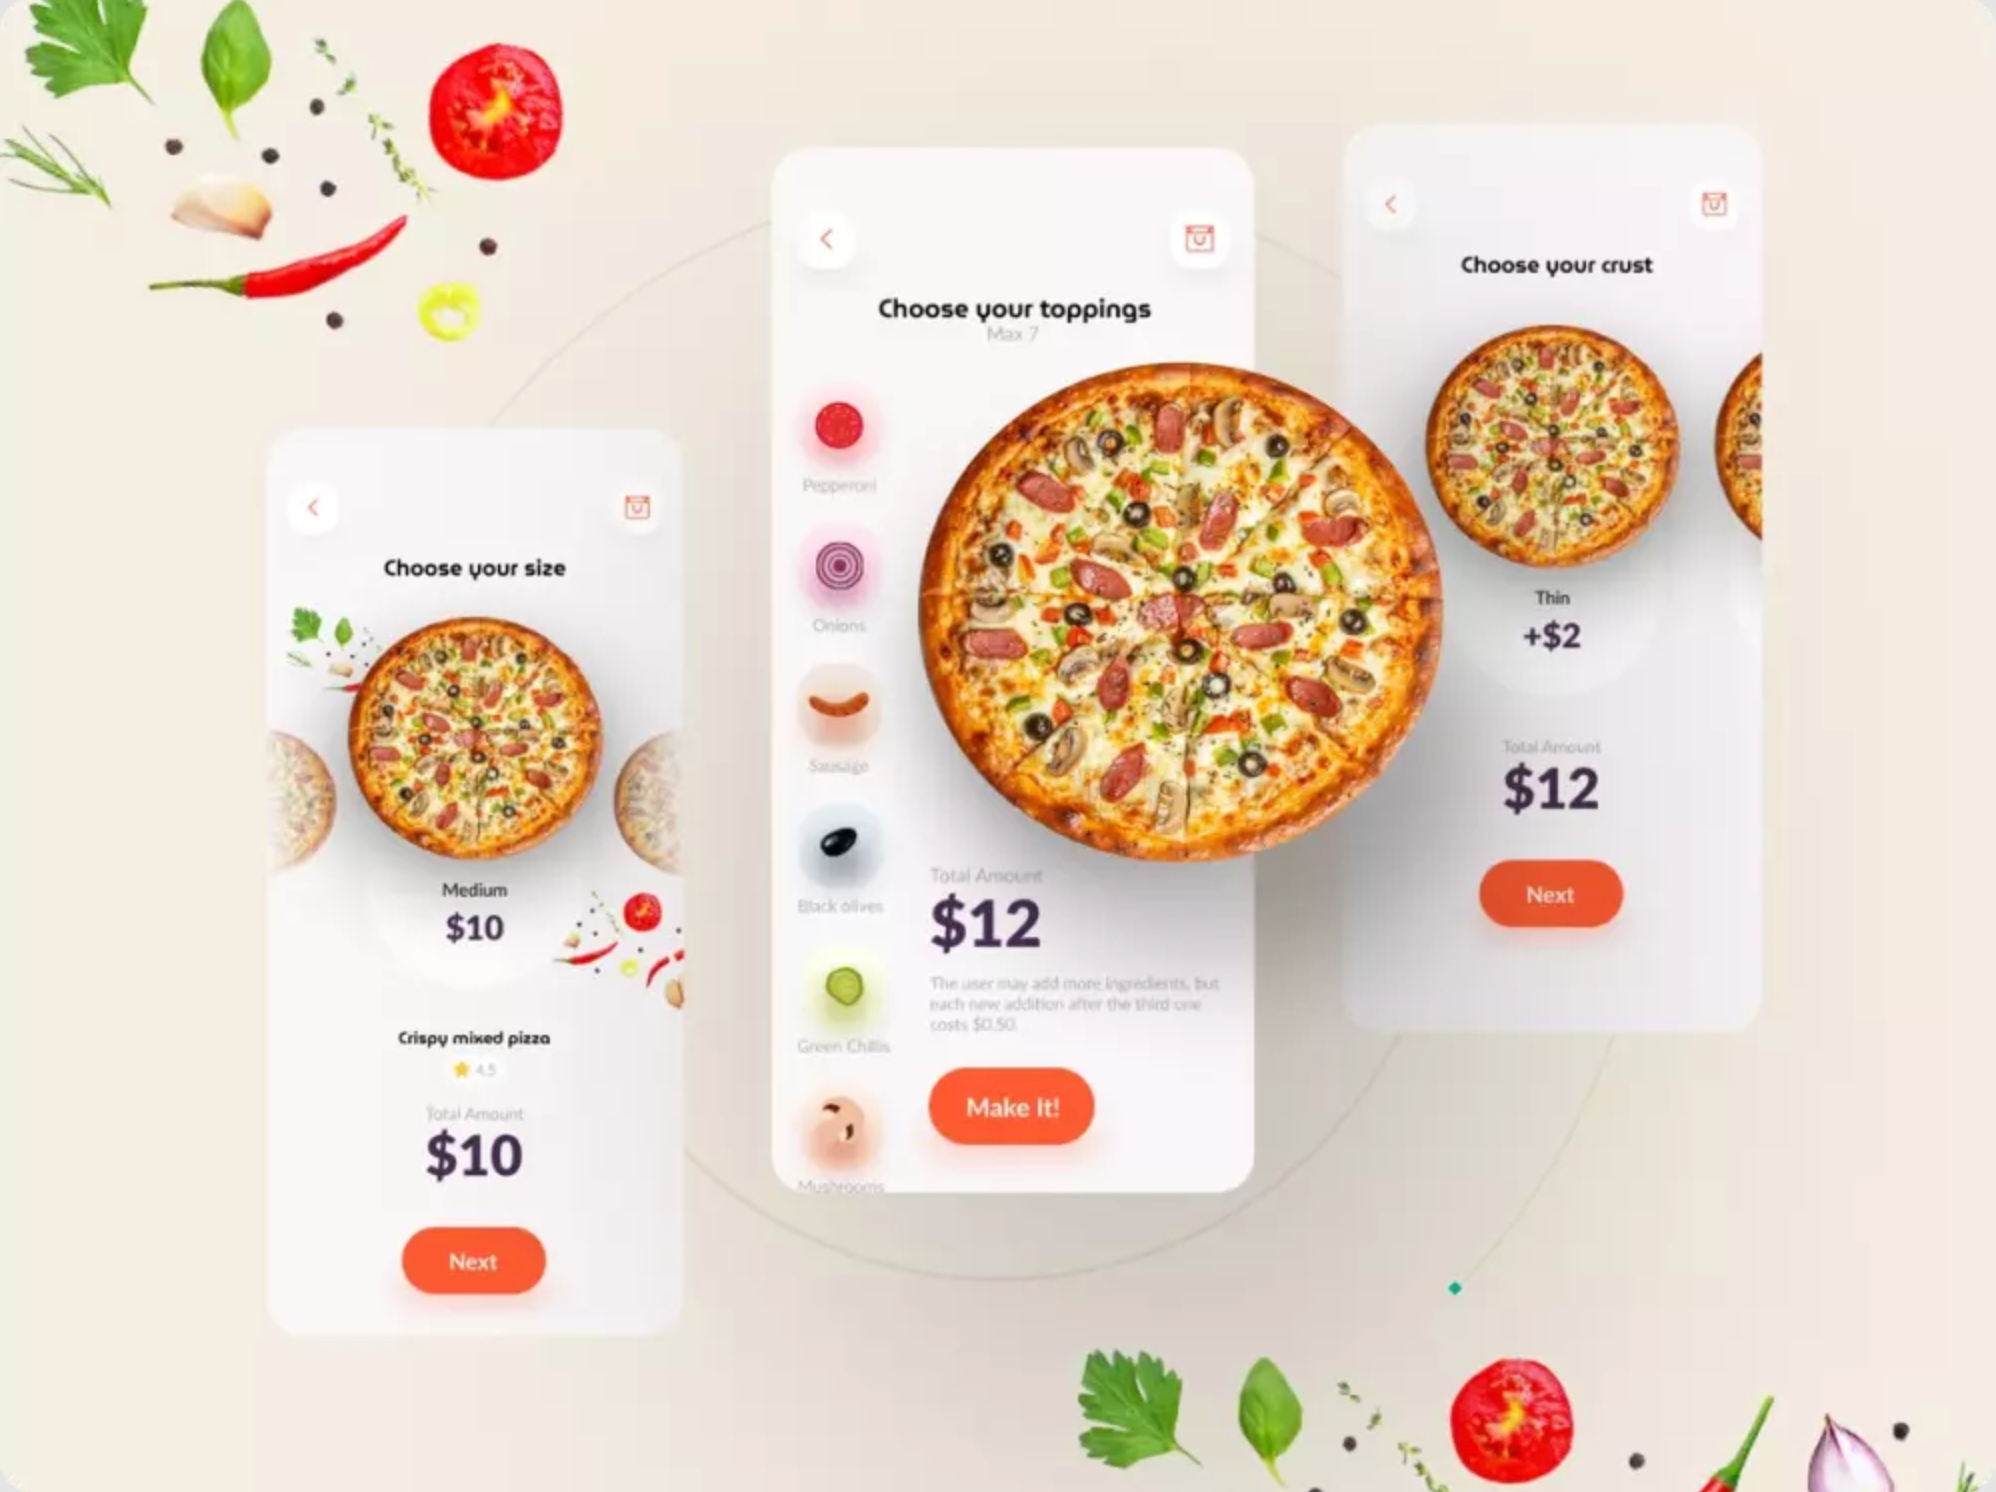 Choose your size
Medium
$10
Crispy mixed pizza
4.5
Total Amount
$10
Next
Choose your toppings
Max 7
Pepperoni
Onions
Sausage
Black olives
Green Chillis
Mushrooms
Total Amount
$12
The user may add more ingredients, but
each new addition after the third one
costs $0.50.
Make It!
Choose your crust
Thin
+$2
Total Amount
$12
Next